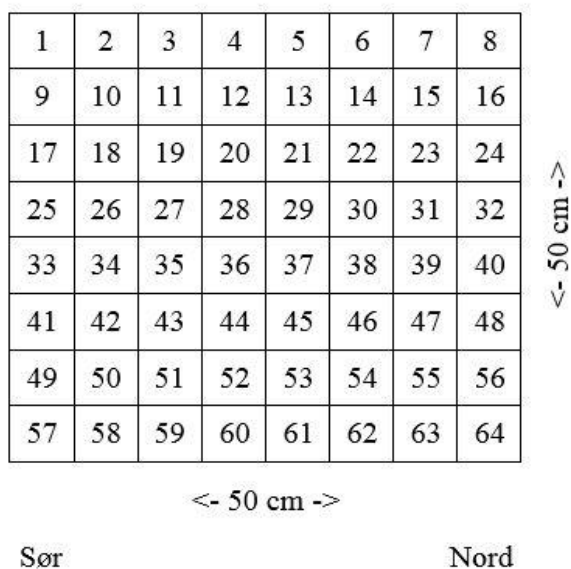 1 2 3 4 5 6 7 8
9 10 11 12 13 14 15 16
17 18 19 20 21 22 23 24
25 26 27 28 29 30 31 32
33 34 35 36 37 38 39 40
41 42 43 44 45 46 47 48
49 50 51 52 53 54 55 56
57 58 59 60 61 62 63 64
<- 50 cm ->
<- 50 cm ->
Sør Nord